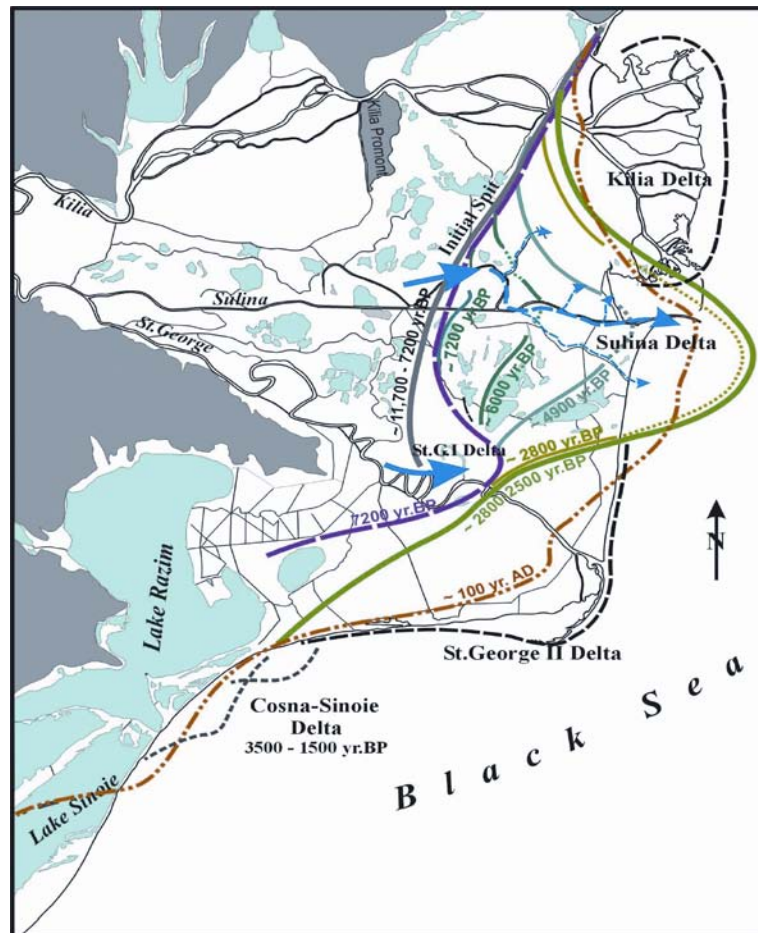 Kilia Promont
Kilia
Initial Spit
Kilia Delta
Sulina
St.George
~ 11,700 - 7200 yr.BP
~ 7200 yr.BP
Sulina Delta
~ 6000 yr.BP
~ 4900 yr.BP
St.G.I Delta
~ 2800 yr.BP
~ 2800/2500 yr.BP
7200 yr.BP
N
Lake Razim
~ 100 yr. AD
St.George II Delta
Cosna-Sinoie
Delta
3500 - 1500 yr.BP
Black Sea
Lake Sinoie